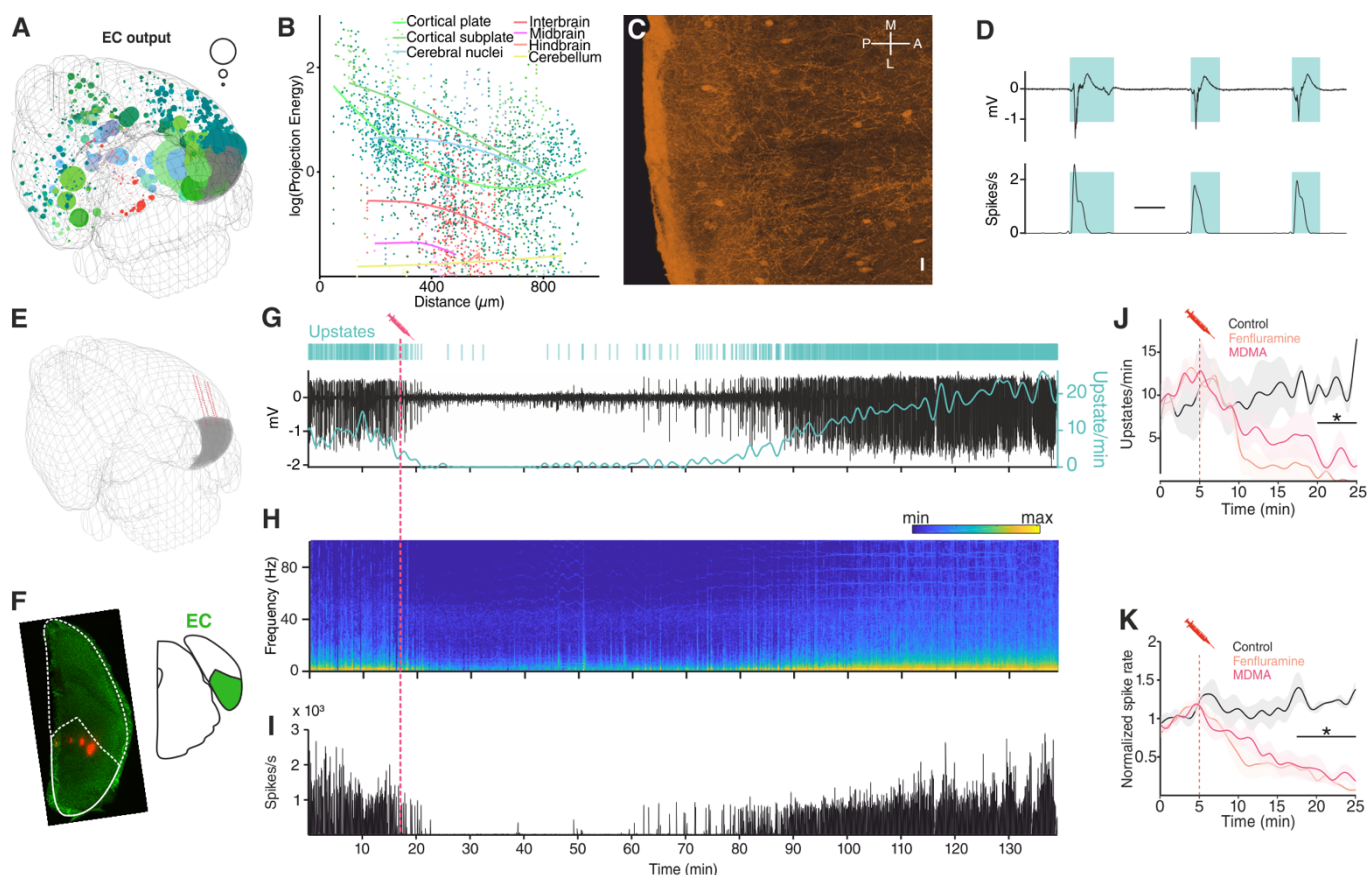 A
EC output
B
log(Projection Energy)
2
0
0
400
800
Distance (µm)
Cortical plate
Cortical subplate
Cerebral nuclei
Interbrain
Midbrain
Hindbrain
Cerebellum
C
M
P
A
L
D
mV
0
-1
Spikes/s
2
0
E
F
EC
G
Upstates
mV
0
-1
-2
Upstate/min
20
10
0
H
min
max
Frequency (Hz)
80
40
0
I
x 10³
Spikes/s
3
2
1
10 20 30 40 50 60 70 80 90 100 110 120 130
Time (min)
J
Control
Fenfluramine
MDMA
Upstates/min
15
10
5
*
0 5 10 15 20 25
Time (min)
K
Control
Fenfluramine
MDMA
Normalized spike rate
2
1.5
1
0.5
*
0 5 10 15 20 25
Time (min)